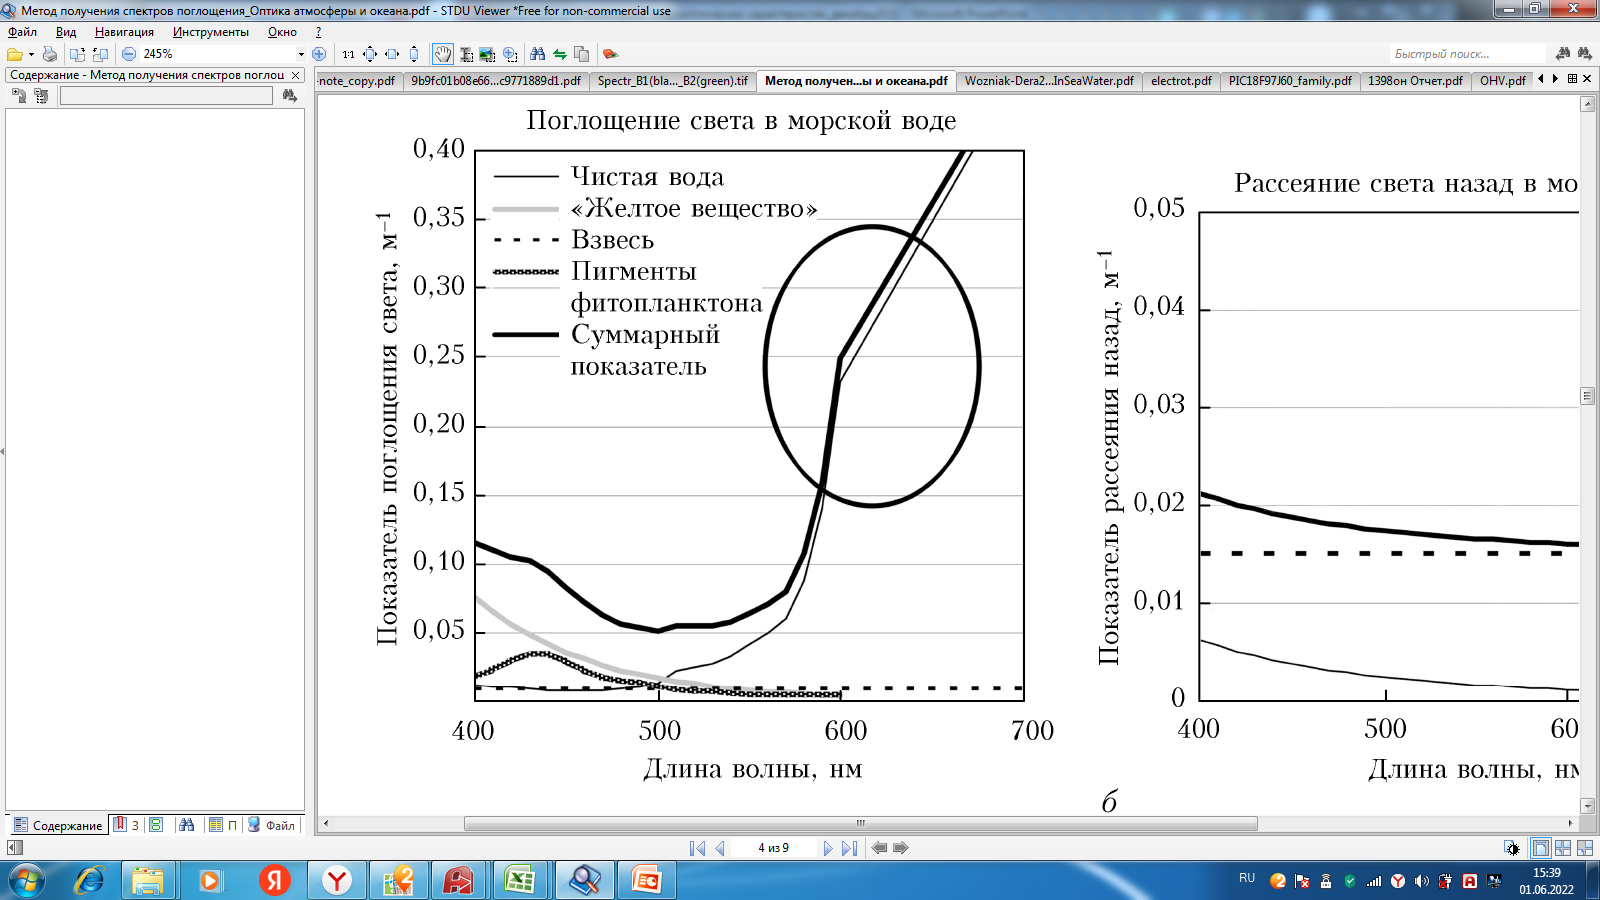 Метод получения спектров поглощения_Оптика атмосферы и океана.pdf - STDU Viewer *Free for non-commercial use
Файл Вид Навигация Инструменты Окно ?
245%
1:1
Быстрый поиск...
Содержание - Метод получения спектров поглощ
-note_copy.pdf 9b9fc01b08e66...c9771889d1.pdf Spectr_B1(bla..._B2(green).tif Метод получен...ы и океана.pdf Wozniak-Dera2...InSeaWater.pdf electrot.pdf PIC18F97J60_family.pdf 1398он Отчет.pdf OHV.pdf
Поглощение света в морской воде
0,40
0,35
0,30
0,25
0,20
0,15
0,10
0,05
Показатель поглощения света, м⁻¹
Чистая вода
«Желтое вещество»
Взвесь
Пигменты
фитопланктона
Суммарный
показатель
400 500 600 700
Длина волны, нм
Рассеяние света назад в мо
0,05
0,04
0,03
0,02
0,01
0
Показатель рассеяния назад, м⁻¹
400 500 60
Длина волны, нм
б
Содержание З П Файл
4 из 9
RU
15:39
01.06.2022